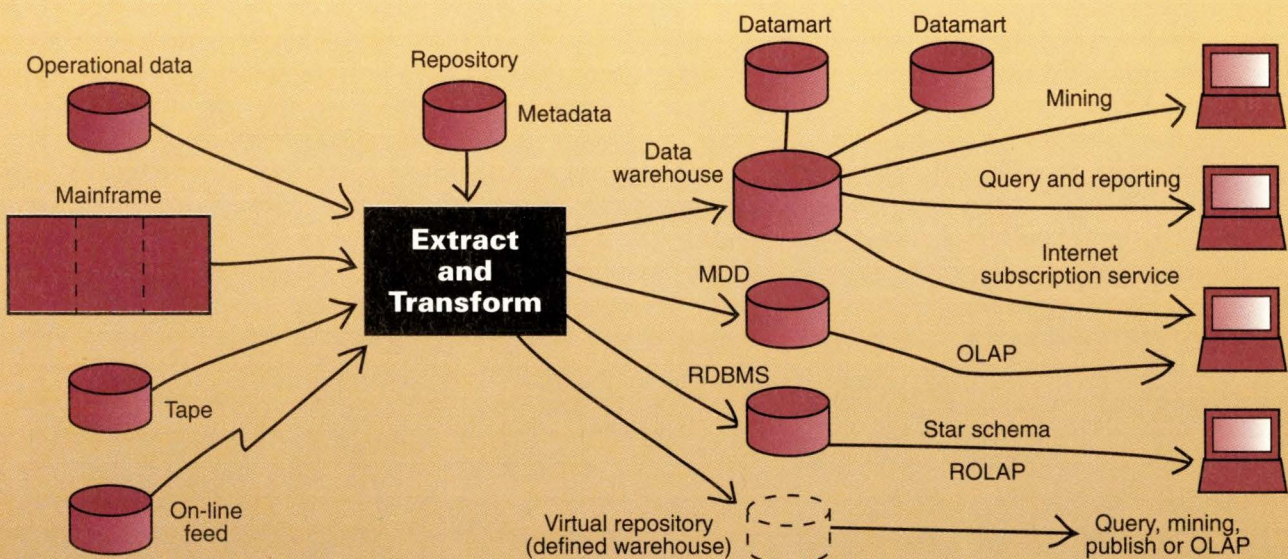 Datamart
Datamart
Operational data
Repository
Metadata
Mining
Data
warehouse
Mainframe
Query and reporting
Extract
and
Transform
Internet
subscription service
MDD
OLAP
RDBMS
Tape
Star schema
ROLAP
On-line
feed
Virtual repository
(defined warehouse)
Query, mining,
publish or OLAP